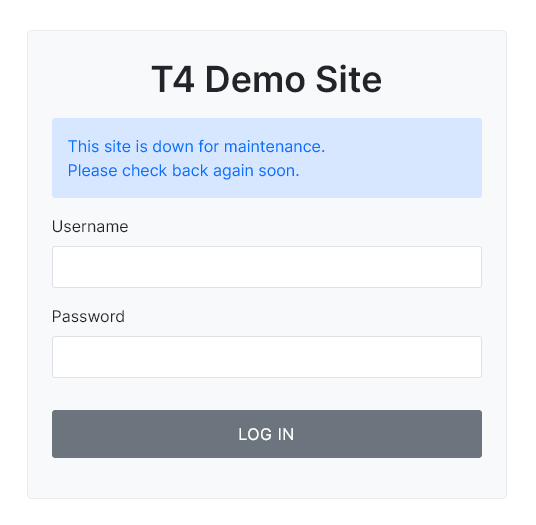 T4 Demo Site
This site is down for maintenance.
Please check back again soon.
Username
Password
LOG IN